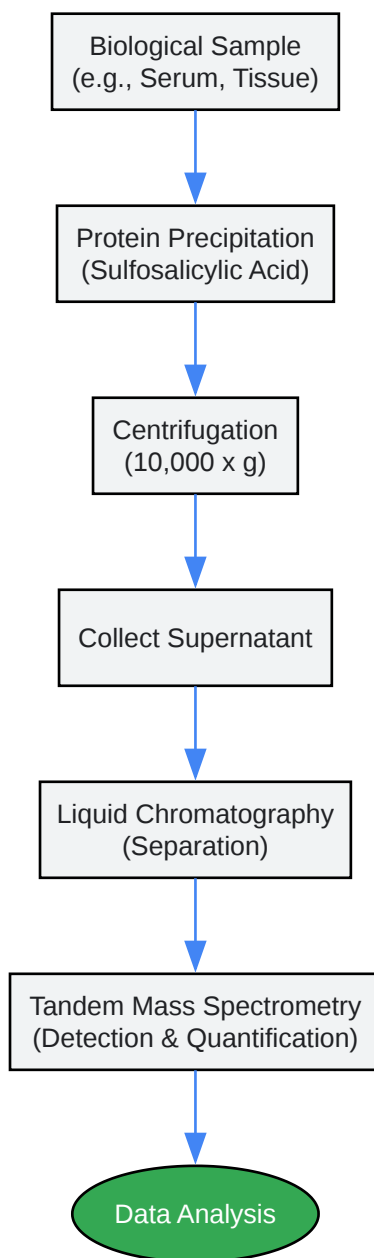 Biological Sample
(e.g., Serum, Tissue)
Protein Precipitation
(Sulfosalicylic Acid)
Centrifugation
(10,000 x g)
Collect Supernatant
Liquid Chromatography
(Separation)
Tandem Mass Spectrometry
(Detection & Quantification)
Data Analysis